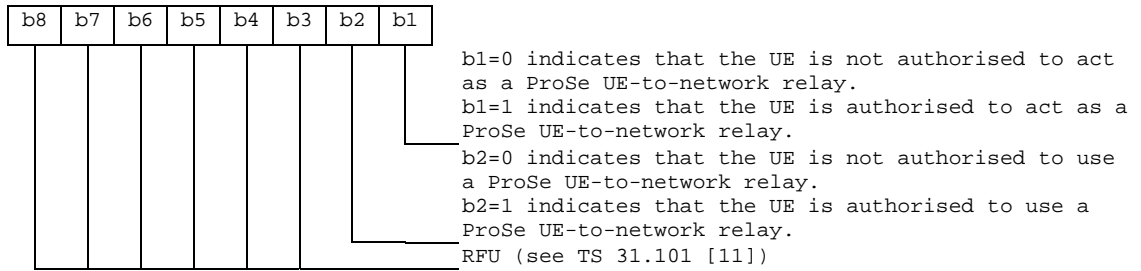 b8 b7 b6 b5 b4 b3 b2 b1
b1=0 indicates that the UE is not authorised to act
as a ProSe UE-to-network relay.
b1=1 indicates that the UE is authorised to act as a
ProSe UE-to-network relay.
b2=0 indicates that the UE is not authorised to use
a ProSe UE-to-network relay.
b2=1 indicates that the UE is authorised to use a
ProSe UE-to-network relay.
RFU (see TS 31.101 [11])